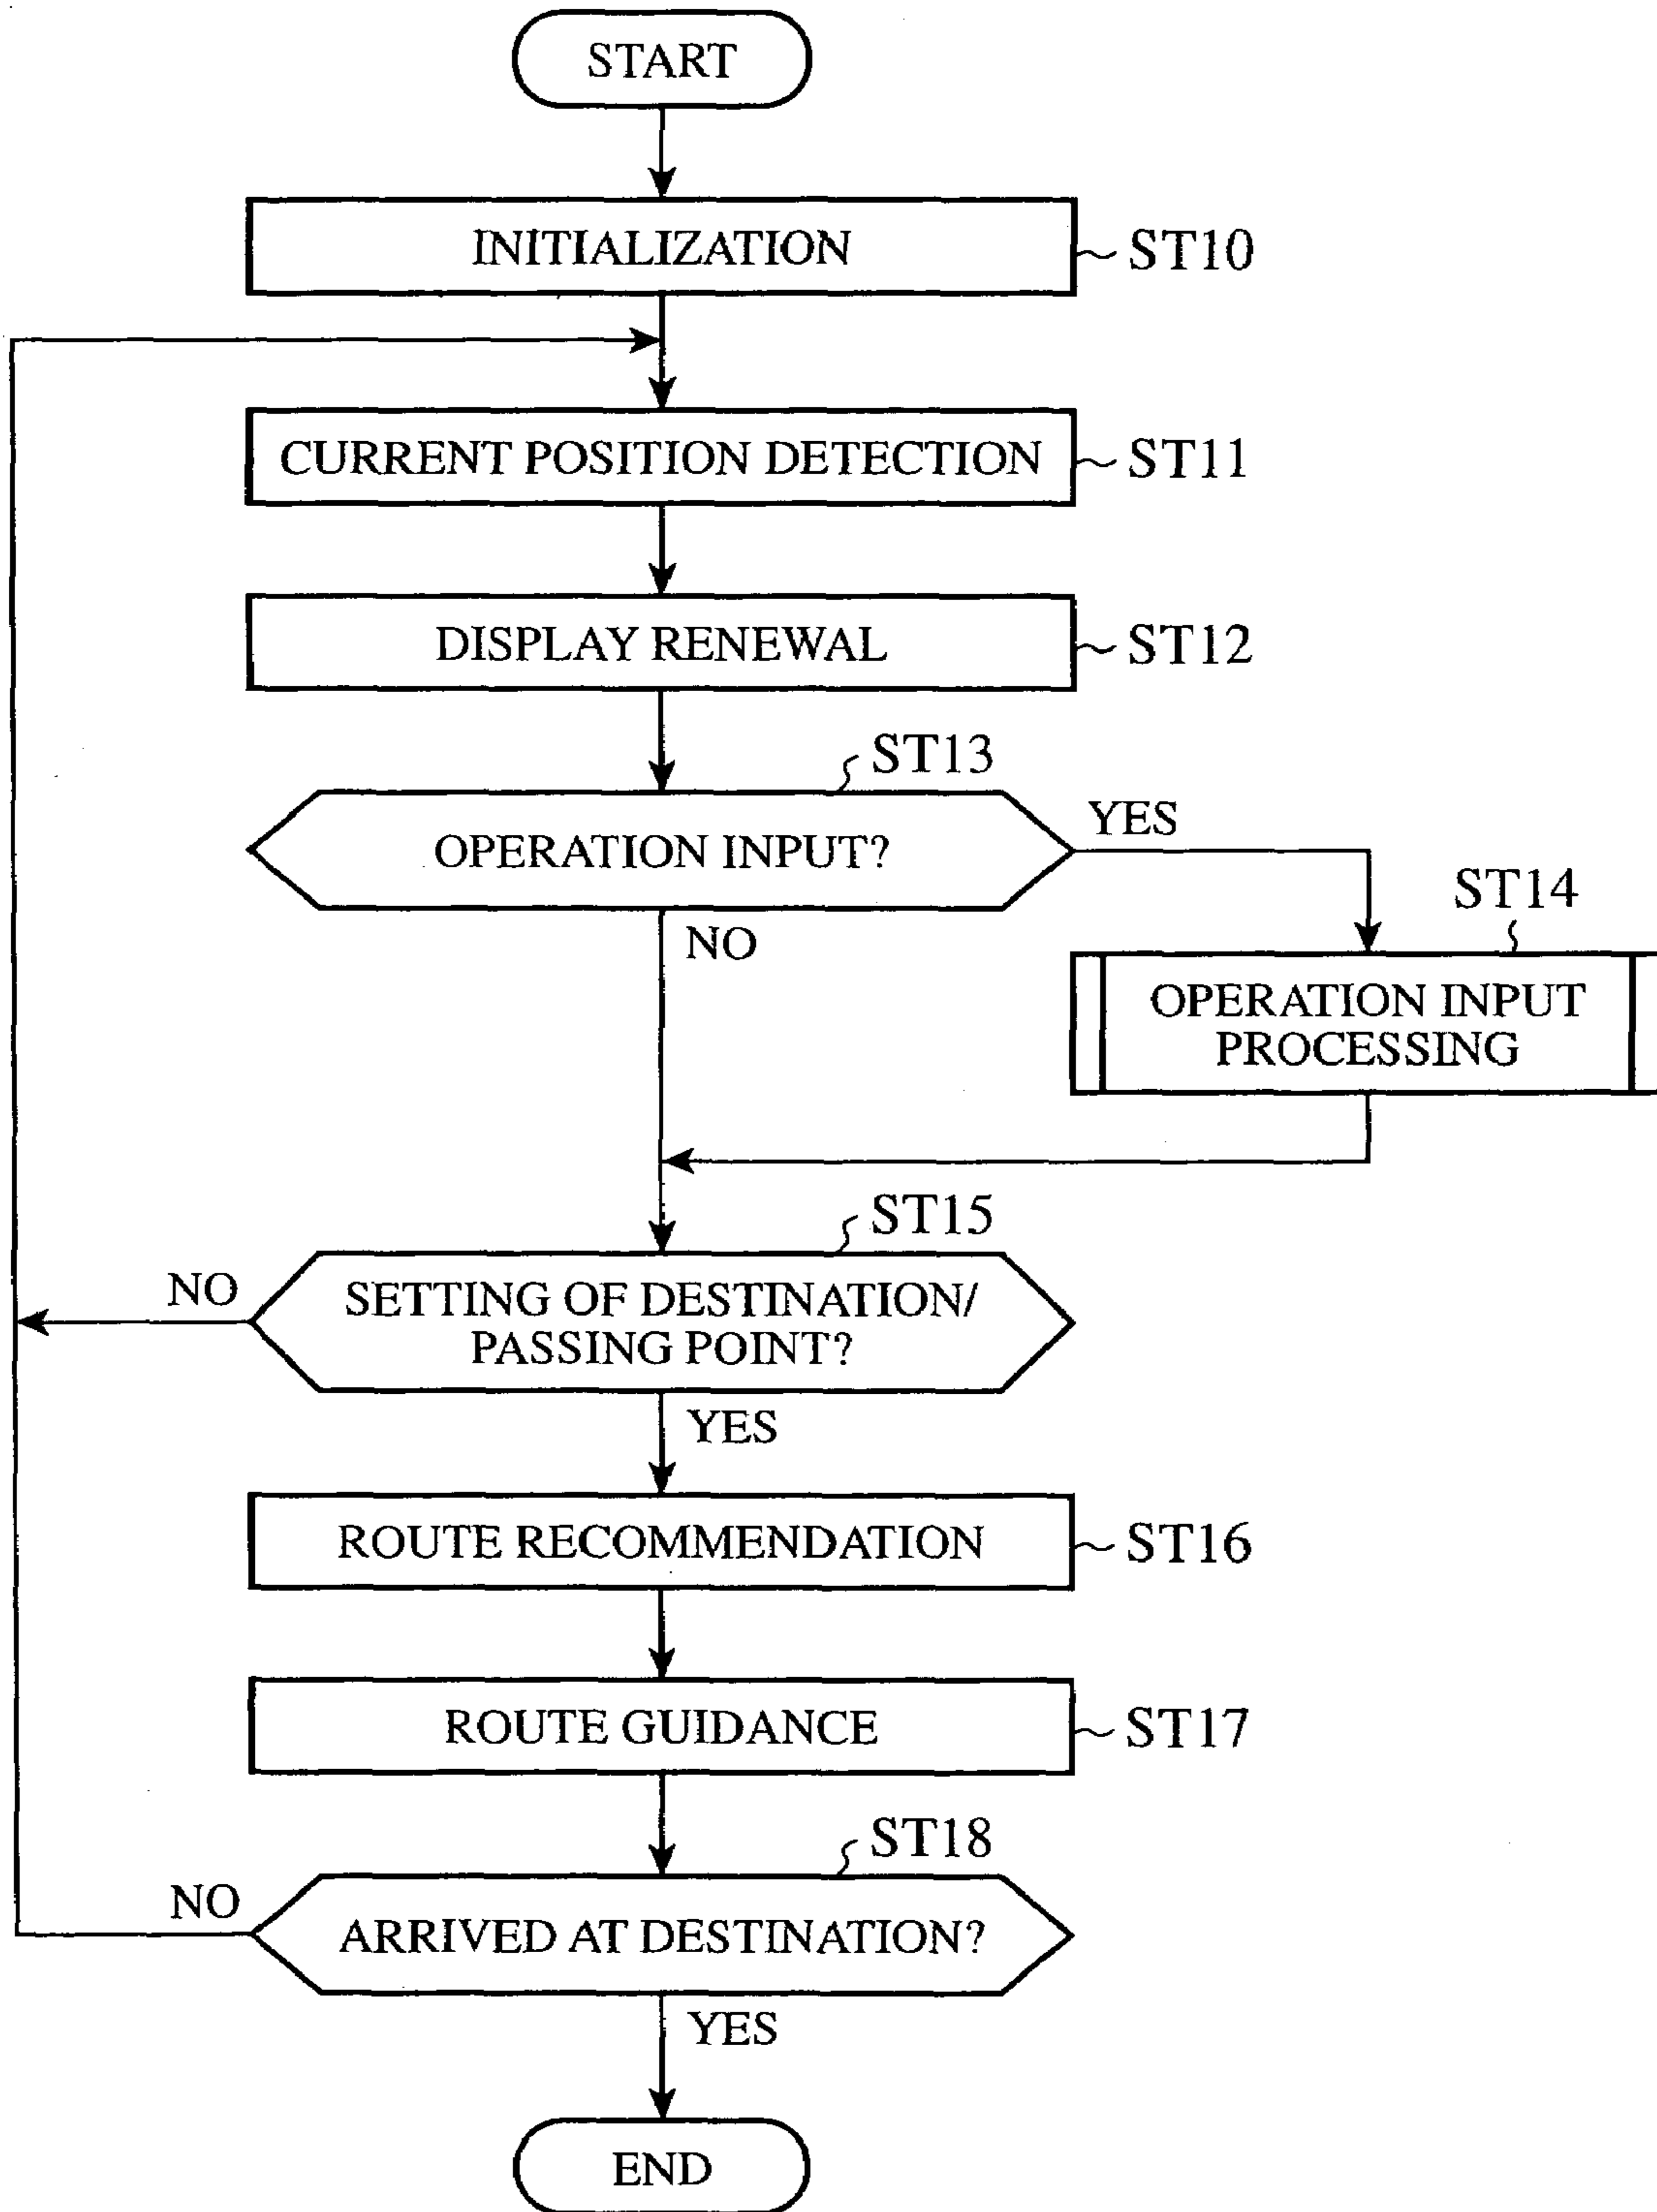 START
INITIALIZATION
ST10
CURRENT POSITION DETECTION
ST11
DISPLAY RENEWAL
ST12
ST13
OPERATION INPUT?
YES
NO
ST14
OPERATION INPUT
PROCESSING
ST15
NO
SETTING OF DESTINATION/
PASSING POINT?
YES
ROUTE RECOMMENDATION
ST16
ROUTE GUIDANCE
ST17
ST18
NO
ARRIVED AT DESTINATION?
YES
END